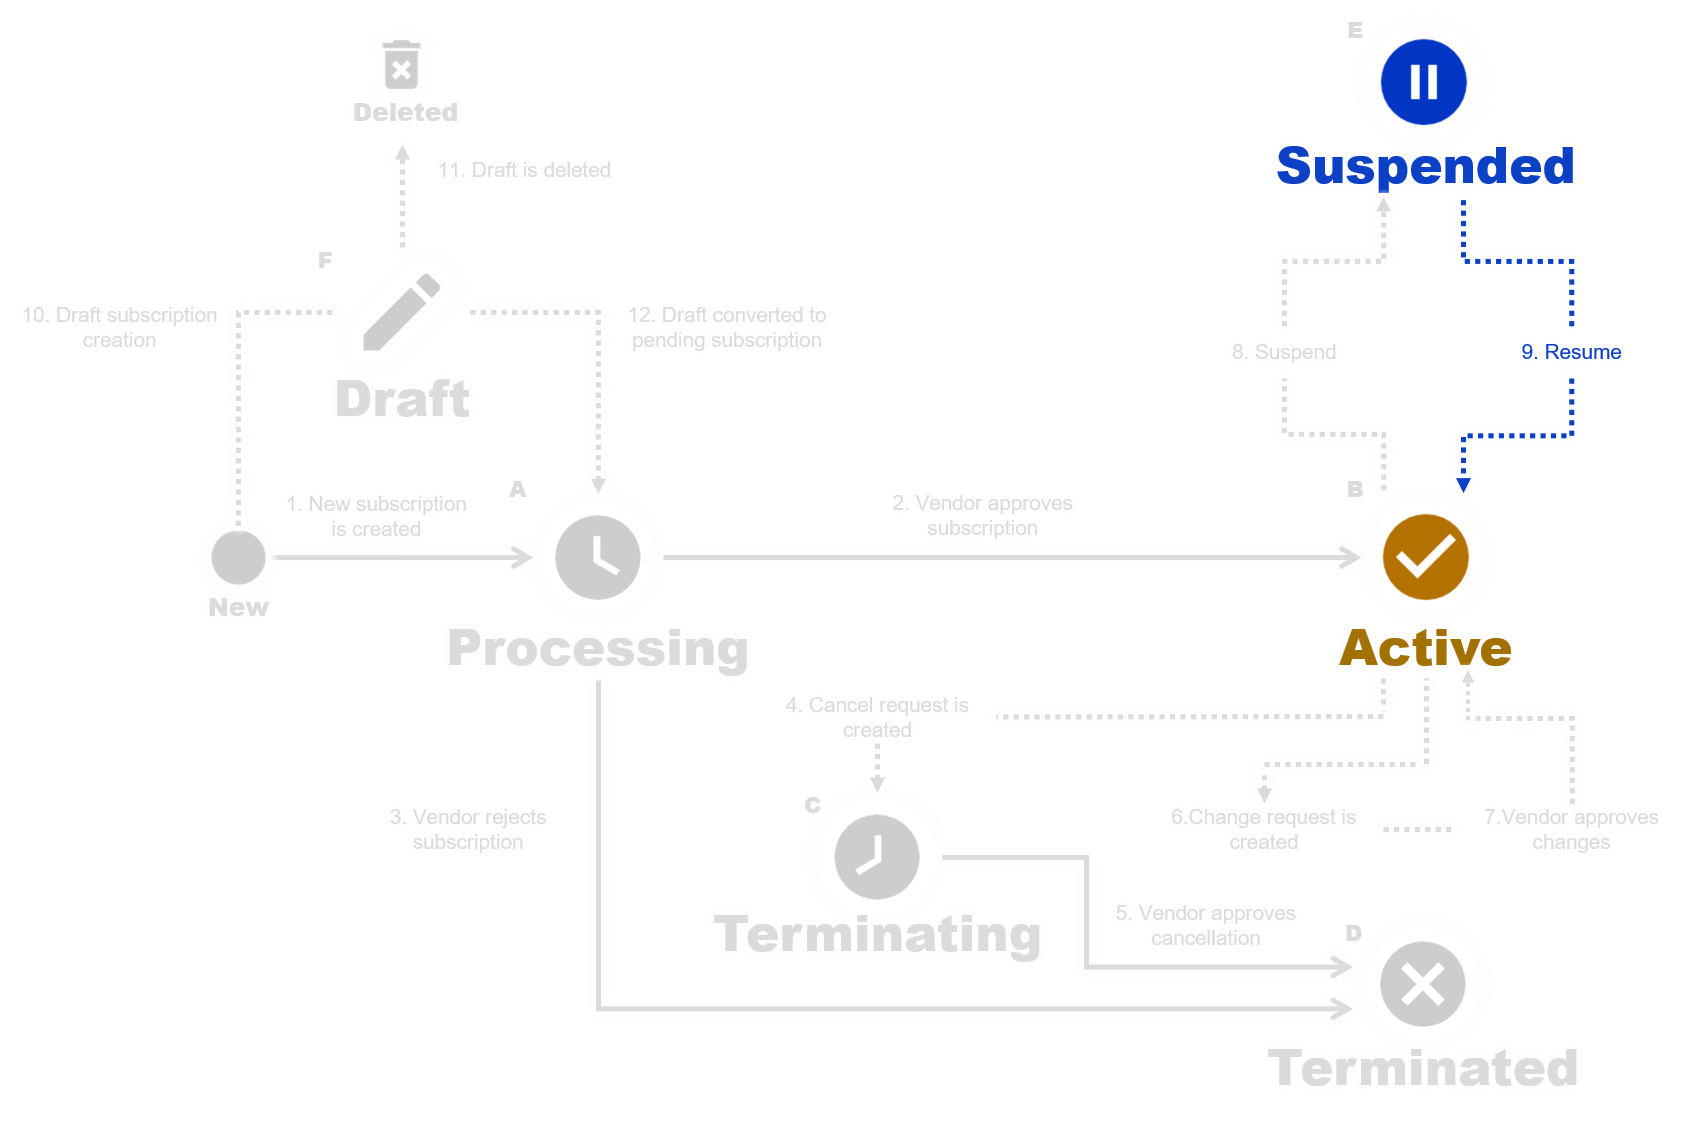 E
Deleted
Suspended
11. Draft is deleted
F
10. Draft subscription
creation
12. Draft converted to
pending subscription
8. Suspend
9. Resume
Draft
A
B
1. New subscription
is created
2. Vendor approves
subscription
New
Processing
Active
4. Cancel request is
created
C
3. Vendor rejects
subscription
6.Change request is
created
7.Vendor approves
changes
Terminating
5. Vendor approves
cancellation
D
Terminated